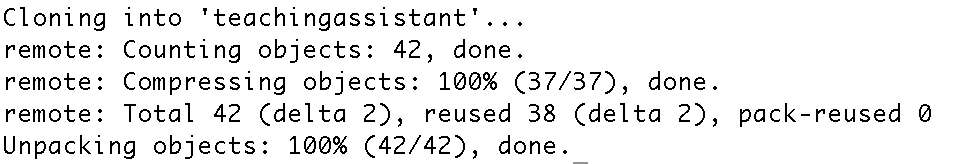 Cloning into 'teachingassistant'...
remote: Counting objects: 42, done.
remote: Compressing objects: 100% (37/37), done.
remote: Total 42 (delta 2), reused 38 (delta 2), pack-reused 0
Unpacking objects: 100% (42/42), done.